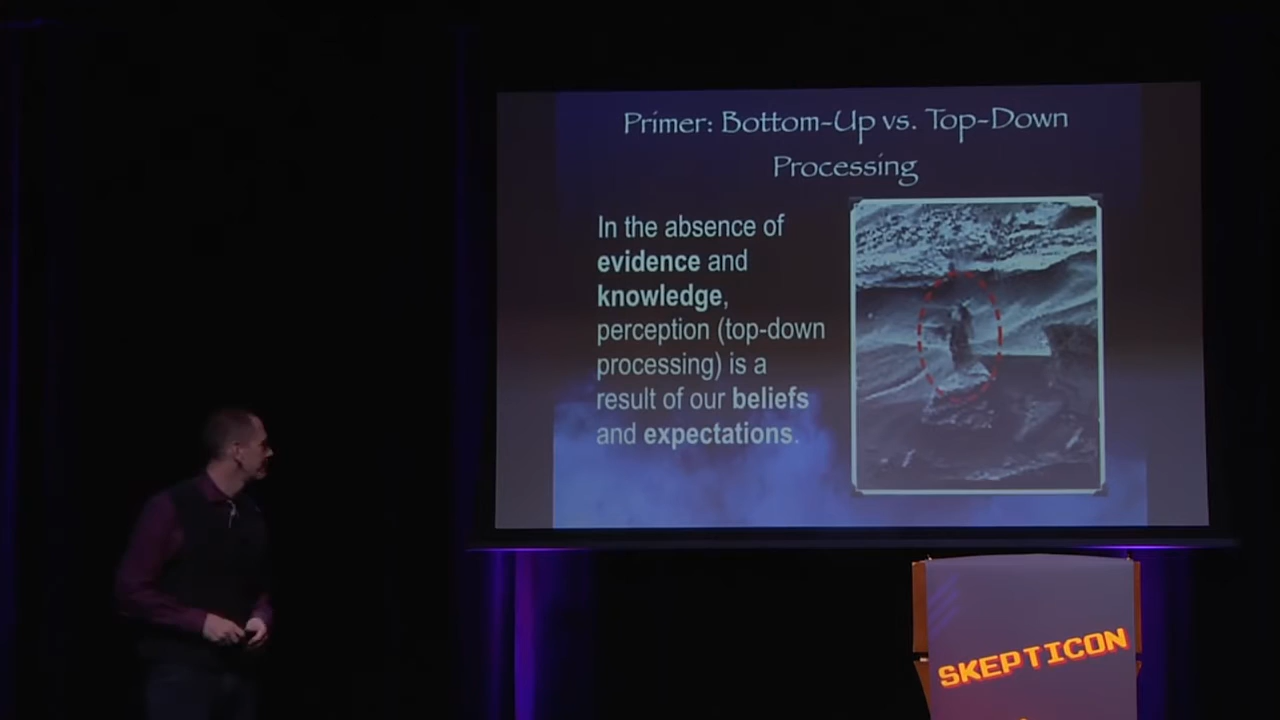 Primer: Bottom-Up vs. Top-Down
Processing
In the absence of
evidence and
knowledge,
perception (top-down
processing) is a
result of our beliefs
and expectations.
SKEPTICON